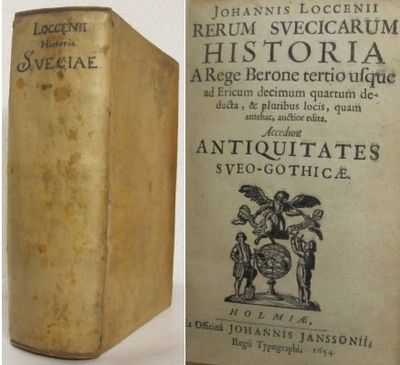 LOCCENII
Historia
SVECIAE
JOHANNIS LOCCENII
RERUM SVECICARUM
HISTORIA
A Rege Berone tertio uſque
ad Ericum decimum quartum de-
ducta, & pluribus locis, quam
antehac, auctior edita.
Accedunt
ANTIQUITATES
SVEO-GOTHICÆ.
HOLMIÆ,
Ex Officinâ JOHANNIS JANSSONII,
Regii Typographi, 1654.